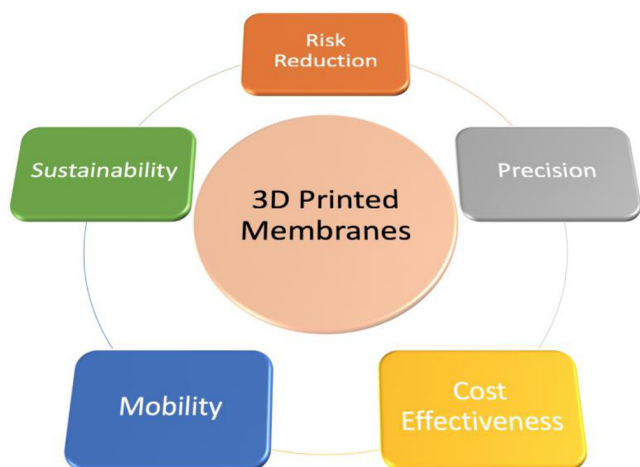 Risk
Reduction
Sustainability
Precision
3D Printed
Membranes
Mobility
Cost
Effectiveness